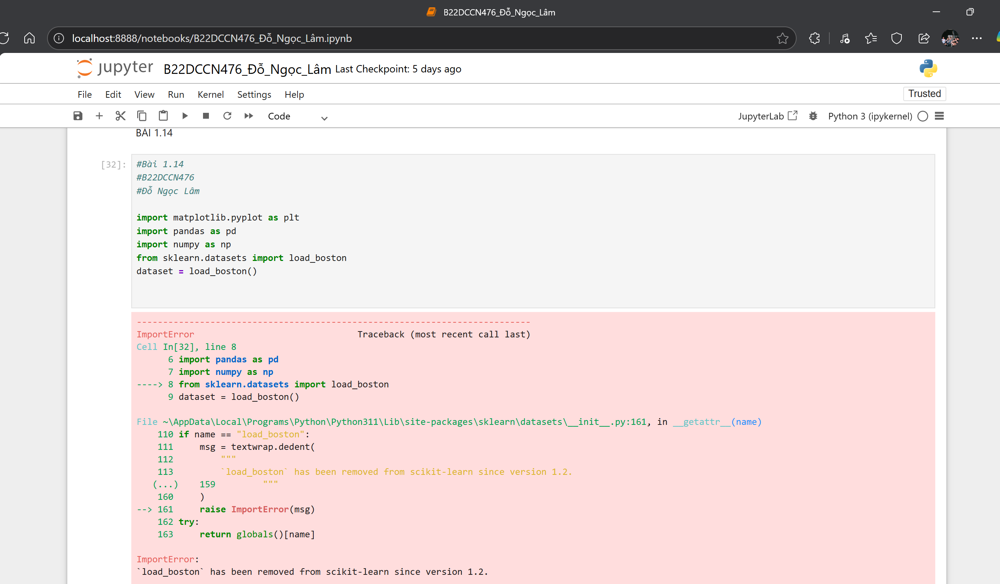 B22DCCN476_Đỗ_Ngọc_Lâm
localhost:8888/notebooks/B22DCCN476_Đỗ_Ngọc_Lâm.ipynb
jupyter B22DCCN476_Đỗ_Ngọc_Lâm Last Checkpoint: 5 days ago
File Edit View Run Kernel Settings Help Trusted
Code JupyterLab Python 3 (ipykernel)
BÀI 1.14
[32]: #Bài 1.14
#B22DCCN476
#Đỗ Ngọc Lâm
import matplotlib.pyplot as plt
import pandas as pd
import numpy as np
from sklearn.datasets import load_boston
dataset = load_boston()
---------------------------------------------------------------------------
ImportError Traceback (most recent call last)
Cell In[32], line 8
6 import pandas as pd
7 import numpy as np
----> 8 from sklearn.datasets import load_boston
9 dataset = load_boston()
File ~\AppData\Local\Programs\Python\Python311\Lib\site-packages\sklearn\datasets\__init__.py:161, in __getattr__(name)
110 if name == "load_boston":
111 msg = textwrap.dedent(
112 """
113 `load_boston` has been removed from scikit-learn since version 1.2.
(...) 159 """
160 )
--> 161 raise ImportError(msg)
162 try:
163 return globals()[name]
ImportError:
`load_boston` has been removed from scikit-learn since version 1.2.